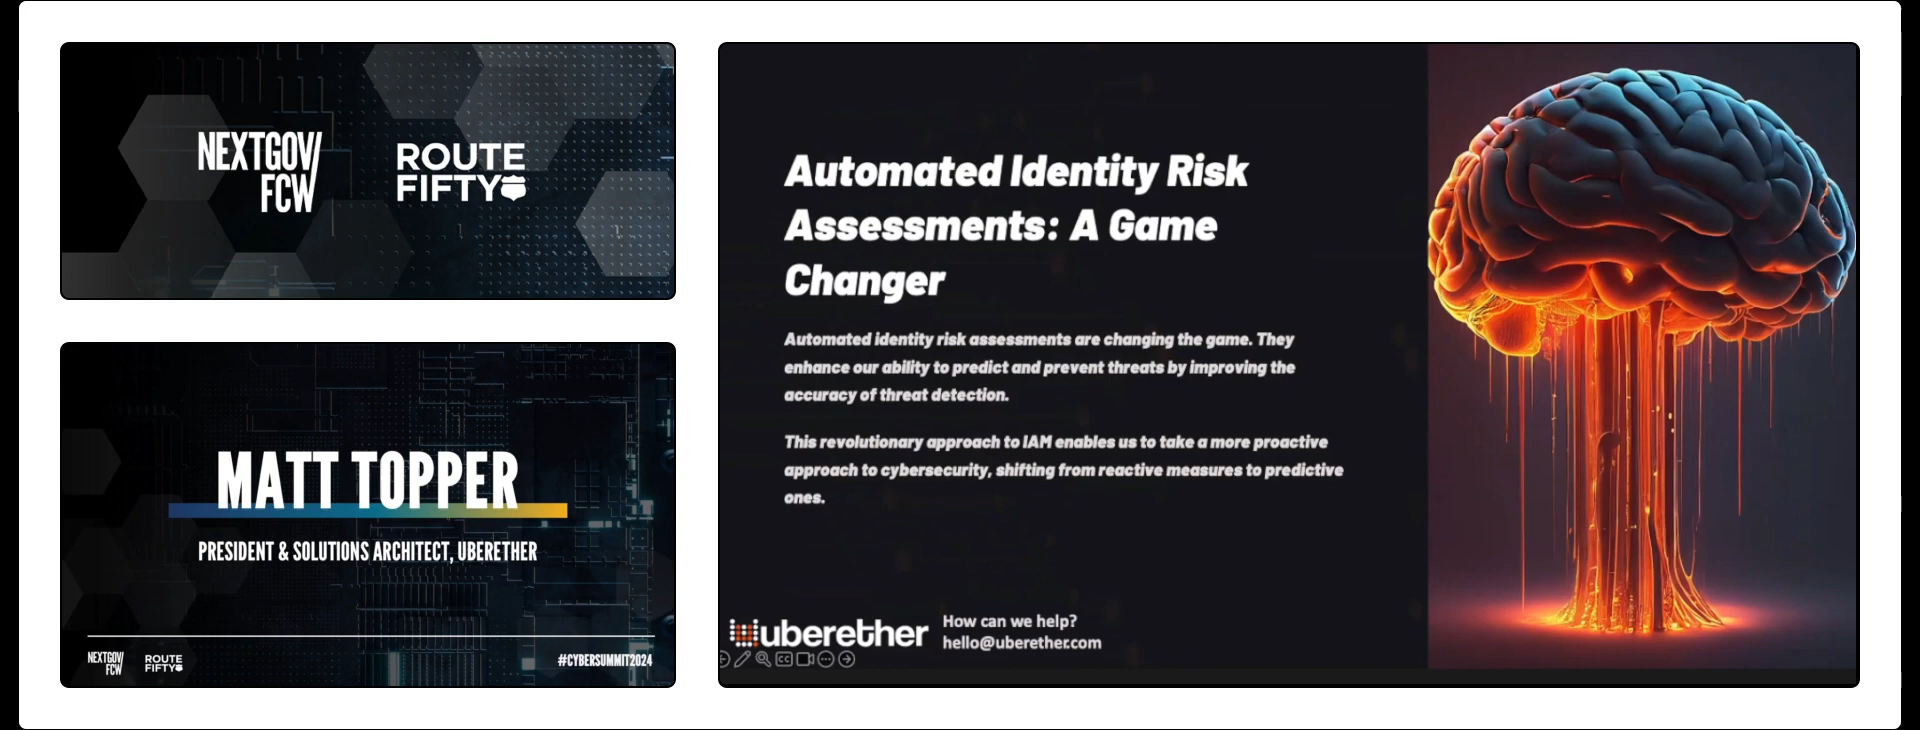 NEXTGOV
FCW
ROUTE
FIFTY
MATT TOPPER
PRESIDENT & SOLUTIONS ARCHITECT, UBERETHER
NEXTGOV
FCW
ROUTE
FIFTY
#CYBERSUMMIT2024
Automated Identity Risk
Assessments: A Game
Changer
Automated identity risk assessments are changing the game. They
enhance our ability to predict and prevent threats by improving the
accuracy of threat detection.
This revolutionary approach to IAM enables us to take a more proactive
approach to cybersecurity, shifting from reactive measures to predictive
ones.
uberether
How can we help?
hello@uberether.com
CC